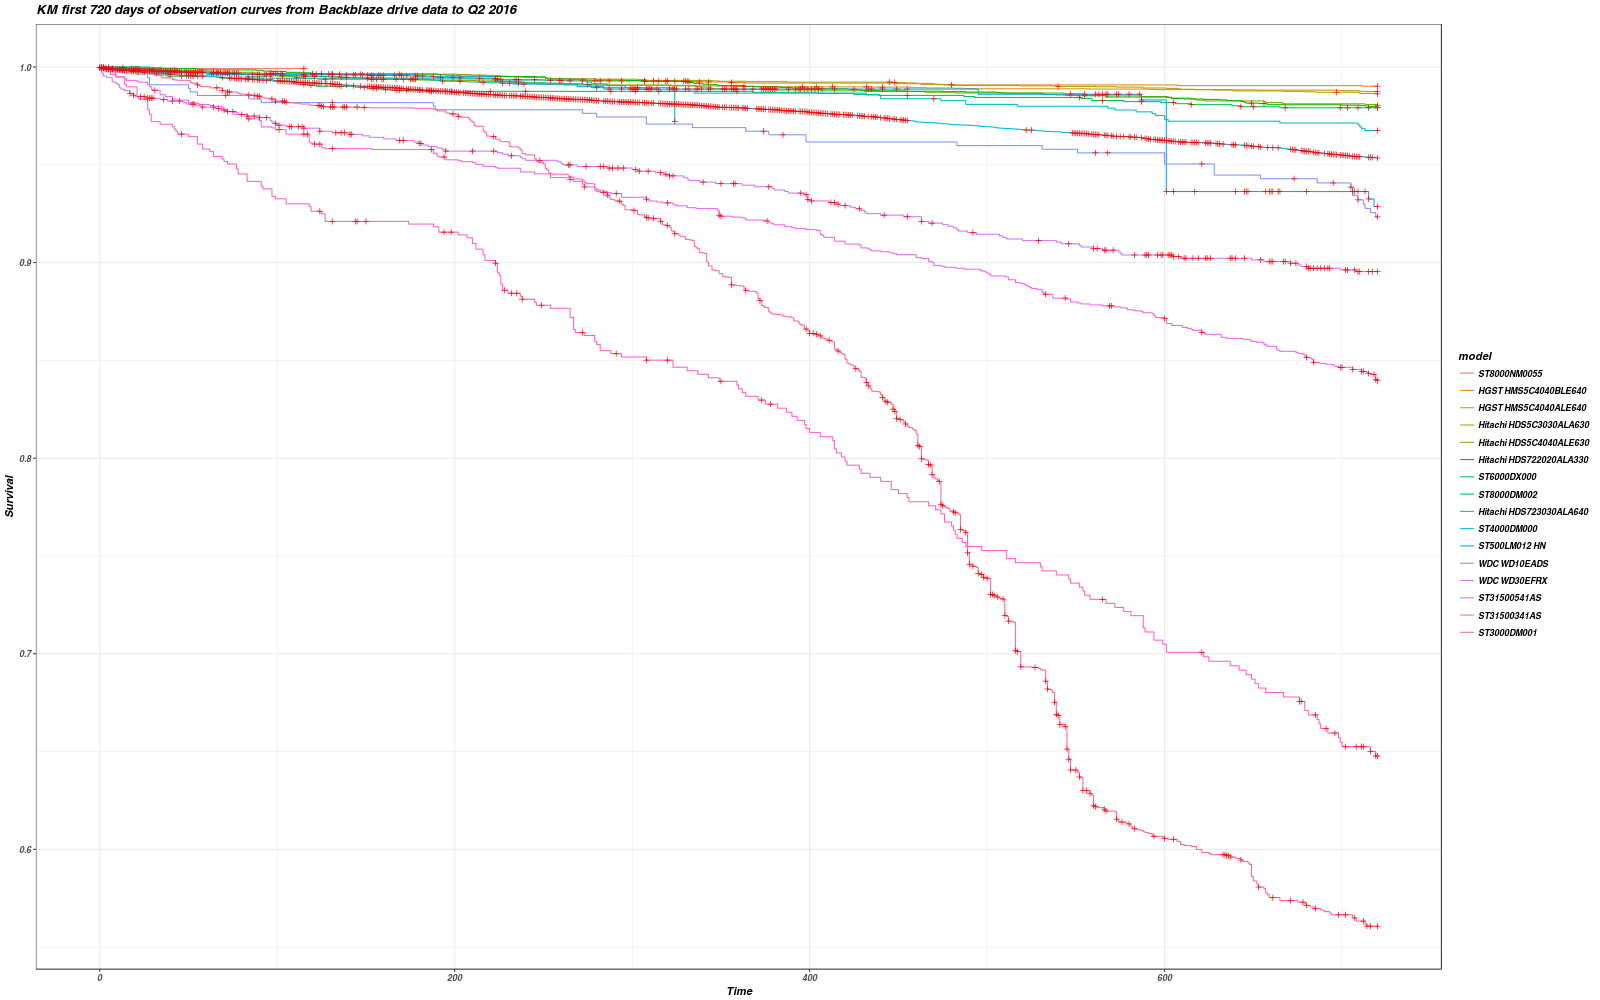 KM first 720 days of observation curves from Backblaze drive data to Q2 2016
1.0
0.9
0.8
0.7
0.6
Survival
0
200
400
600
Time
model
ST8000NM0055
HGST HMS5C4040BLE640
HGST HMS5C4040ALE640
Hitachi HDS5C3030ALA630
Hitachi HDS5C4040ALE630
Hitachi HDS722020ALA330
ST6000DX000
ST8000DM002
Hitachi HDS723030ALA640
ST4000DM000
ST500LM012 HN
WDC WD10EADS
WDC WD30EFRX
ST31500541AS
ST31500341AS
ST3000DM001